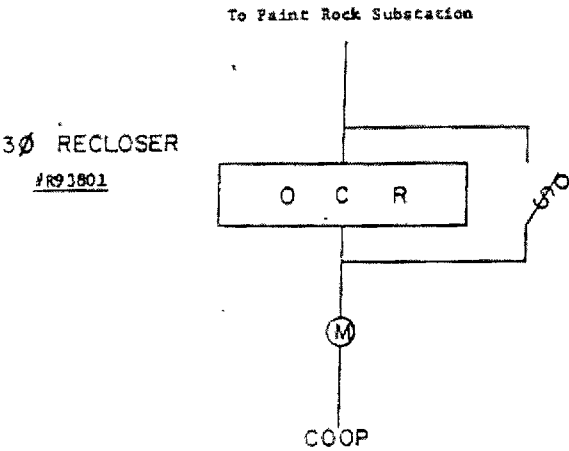 To Paint Rock Substation
3Ø RECLOSER
#R93801
O C R
M
COOP